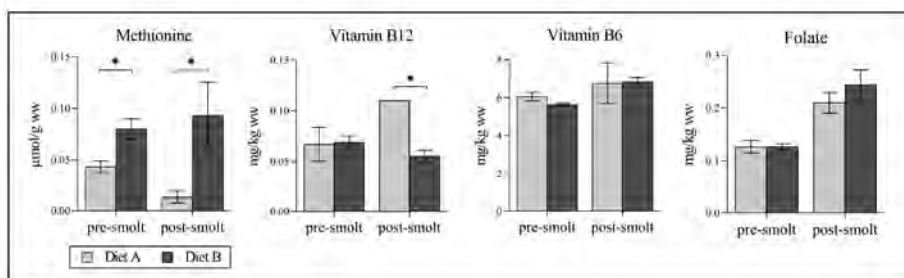 Methionine
Vitamin B12
Vitamin B6
Folate
μmol/g ww
0.15
0.10
0.05
0.00
*
*
pre-smolt
post-smolt
mg/kg ww
0.15
0.10
0.05
0.00
*
pre-smolt
post-smolt
mg/kg ww
8
6
4
2
0
pre-smolt
post-smolt
mg/kg ww
0.3
0.2
0.1
0.0
pre-smolt
post-smolt
Diet A
Diet B